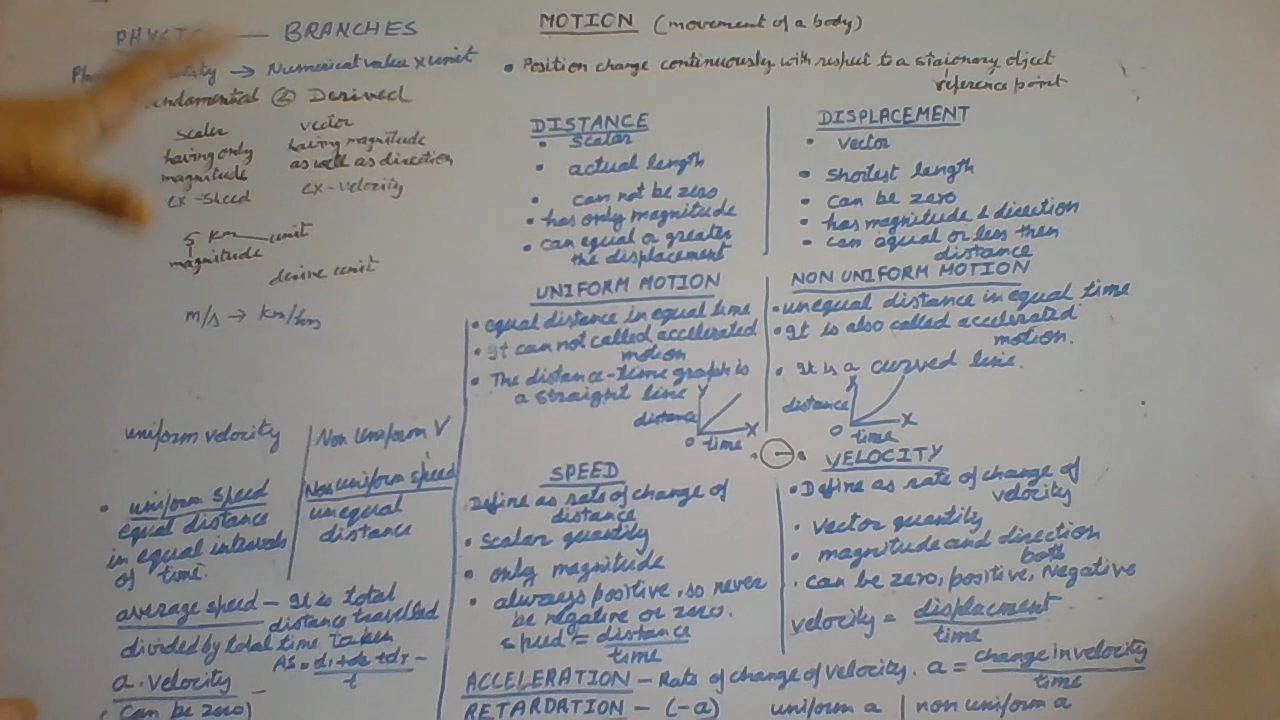 — BRANCHES
→ Numerical value x unit
Fundamental & Derived
scalar
having only
magnitude
ex - speed
vector
having magnitude
as well as direction
ex - velocity
5 km unit
magnitude
derive unit
m/s → km/hrs
uniform velocity
• uniform speed
equal distance
in equal intervals
of time.
Non Uniform V
Non uniform speed
unequal
distance
average speed - It is total
distance travelled
divided by total time taken
AS = d1+d2+d3 -
t
a. velocity -
(can be zero)
MOTION (movement of a body)
• Position change continuously with respect to a stationary object
reference point
DISTANCE
• scalar
• actual length
• can not be zero
• has only magnitude
• can equal or greater
the displacement
DISPLACEMENT
• vector
• shortest length
• can be zero
• has magnitude & direction
• can equal or less then
distance
UNIFORM MOTION
• equal distance in equal time
• It can not called accelerated
motion
• The distance-time graph is
a straight line
Y
distance
O time X
NON UNIFORM MOTION
• unequal distance in equal time
• It is also called accelerated
motion.
• It is a curved line.
Y
distance
O time X
SPEED
Define as rate of change of
distance
• Scalar quantity
• only magnitude
• always positive, so never
be negative or zero.
speed = distance
time
VELOCITY
• Define as rate of change of
velocity
• vector quantity
• magnitude and direction
both
• can be zero, positive, Negative
velocity = displacment
time
ACCELERATION - Rate of change of velocity. a = change in velocity
time
RETARDATION - (-a) uniform a | non uniform a